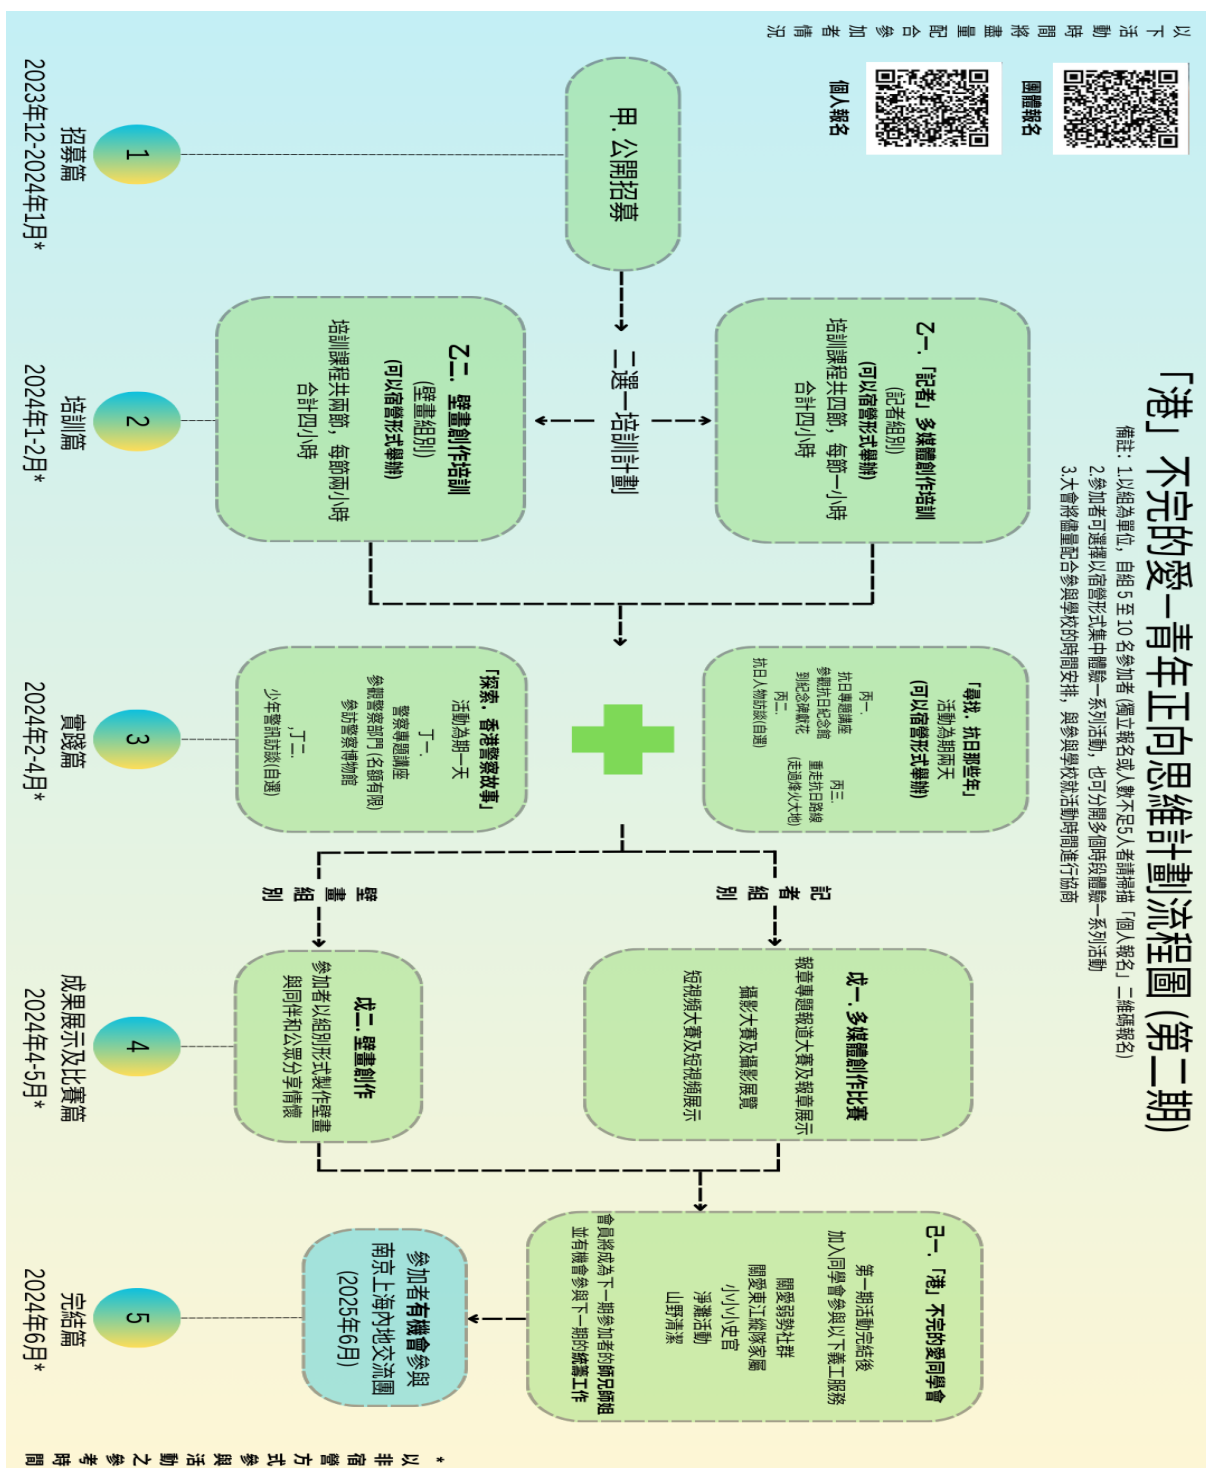 「港」不完的愛—青年正向思維計劃流程圖 (第二期)
備註：1.以組為單位，自組 5 至 10 名參加者 (獨立報名或人數不足5人者請掃描「個人報名」二維碼報名)
2.參加者可選擇以宿營形式集中體驗一系列活動，也可分開多個時段體驗一系列活動
3.大會將儘量配合參與學校的時間安排，與參與學校就活動時間進行協商
以下活動時間將盡量配合參加者情況
團體報名
個人報名
甲. 公開招募
二選一培訓計劃
乙一.「記者」多媒體創作培訓
(記者組別)
(可以宿營形式舉辦)
培訓課程共四節，每節一小時
合計四小時
乙二. 壁畫創作培訓
(壁畫組別)
(可以宿營形式舉辦)
培訓課程共兩節，每節兩小時
合計四小時
「尋找．抗日那些年」
活動為期兩天
(可以宿營形式舉辦)
丙一.
抗日專題講座
參觀抗日紀念館
到紀念碑獻花
丙二.
抗日人物訪談(自選)
丙三.
重走抗日路線
(走過烽火大地)
「探索．香港警察故事」
活動為期一天
丁一.
警察專題講座
參觀警察部門 (名額有限)
參訪警察博物館
,丁二.
少年警訊訪談(自選)
記者組別
壁畫組別
戊一. 多媒體創作比賽
報章專題報道大賽及報章展示
攝影大賽及攝影展覽
短視頻大賽及短視頻展示
戊二. 壁畫創作
參加者以組別形式製作壁畫
與同伴和公眾分享情懷
己一.「港」不完的愛同學會
第一期活動完結後
加入同學會參與以下義工服務
關愛弱勢社群
關愛東江縱隊家屬
小小小史官
淨灘活動
山野清潔
會員將成為下一期參加者的師兄師姐
並有機會參與下一期的統籌工作
參加者有機會參與
南京上海內地交流團
(2025年6月)
1
招募篇
2023年12-2024年1月*
2
培訓篇
2024年1-2月*
3
實踐篇
2024年2-4月*
4
成果展示及比賽篇
2024年4-5月*
5
完結篇
2024年6月*
*以非宿營方式參與活動之參考時間